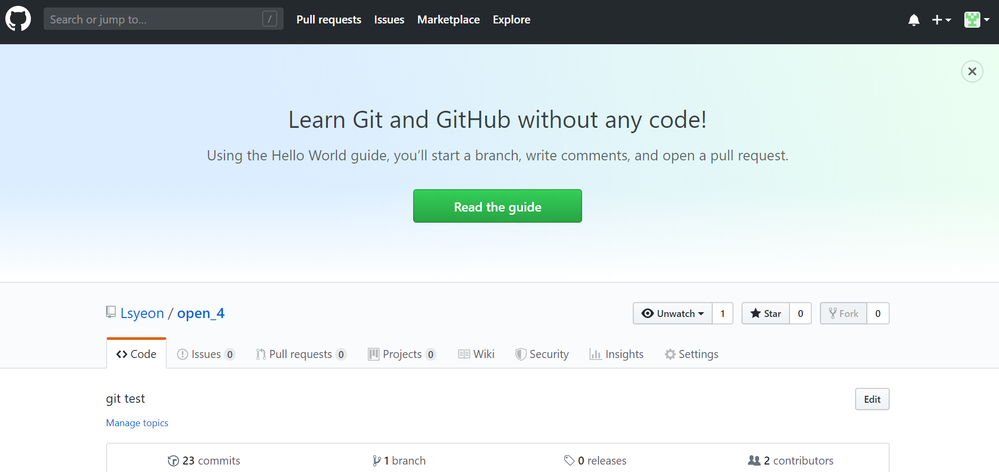 Search or jump to... / Pull requests Issues Marketplace Explore
Learn Git and GitHub without any code!
Using the Hello World guide, you’ll start a branch, write comments, and open a pull request.
Read the guide
Lsyeon / open_4 Unwatch 1 Star 0 Fork 0
Code Issues 0 Pull requests 0 Projects 0 Wiki Security Insights Settings
git test Edit
Manage topics
23 commits 1 branch 0 releases 2 contributors